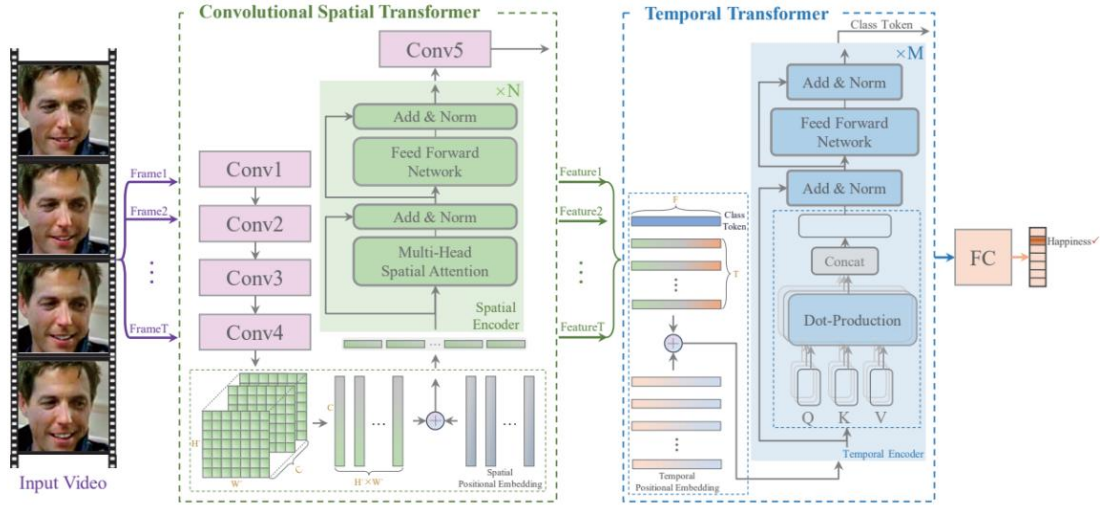 Convolutional Spatial Transformer
Temporal Transformer
Class Token
Conv5
×N
×M
Add & Norm
Feed Forward
Network
Add & Norm
Multi-Head
Spatial Attention
Spatial
Encoder
Conv1
Conv2
Conv3
Conv4
Frame1
Frame2
FrameT
Input Video
H'
W'
C'
C'
H'×W'
Spatial
Positional Embedding
Feature1
Feature2
FeatureT
F
Class
Token
T
Temporal
Positional Embedding
Add & Norm
Feed Forward
Network
Add & Norm
Concat
Dot-Production
Q K V
Temporal Encoder
FC
Happiness✓